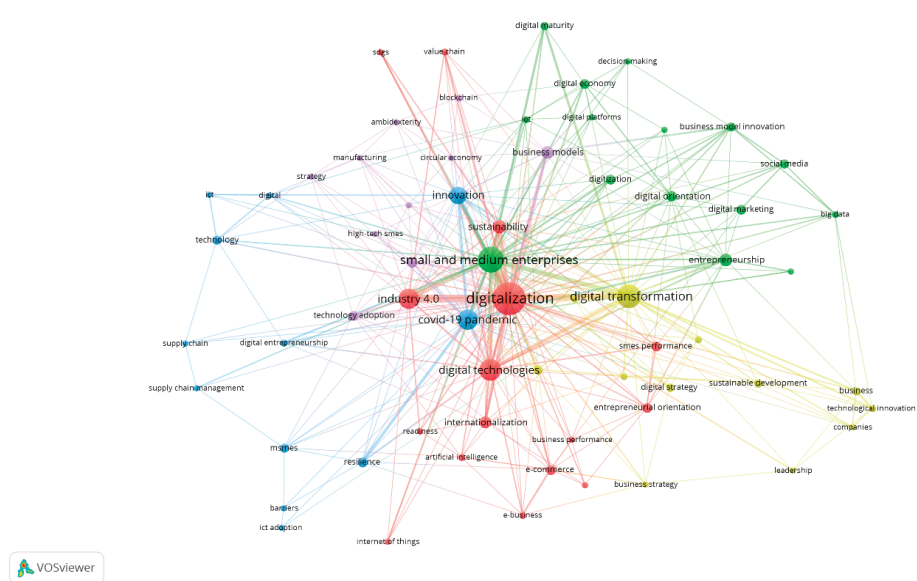 digital maturity
sdgs
value chain
decision-making
digital economy
blockchain
ambidexterity
iot
digital platforms
business model innovation
manufacturing
circular economy
business models
social media
strategy
digitization
ict
digital
innovation
digital orientation
digital marketing
big data
sustainability
high-tech smes
technology
small and medium enterprises
entrepreneurship
industry 4.0
digitalization
digital transformation
technology adoption
covid-19 pandemic
supply chain
digital entrepreneurship
smes performance
digital technologies
supply chain management
digital strategy
sustainable development
business
entrepreneurial orientation
technological innovation
internationalization
readiness
companies
business performance
msmes
artificial intelligence
resilience
e-commerce
leadership
business strategy
barriers
e-business
ict adoption
internet of things
VOSviewer